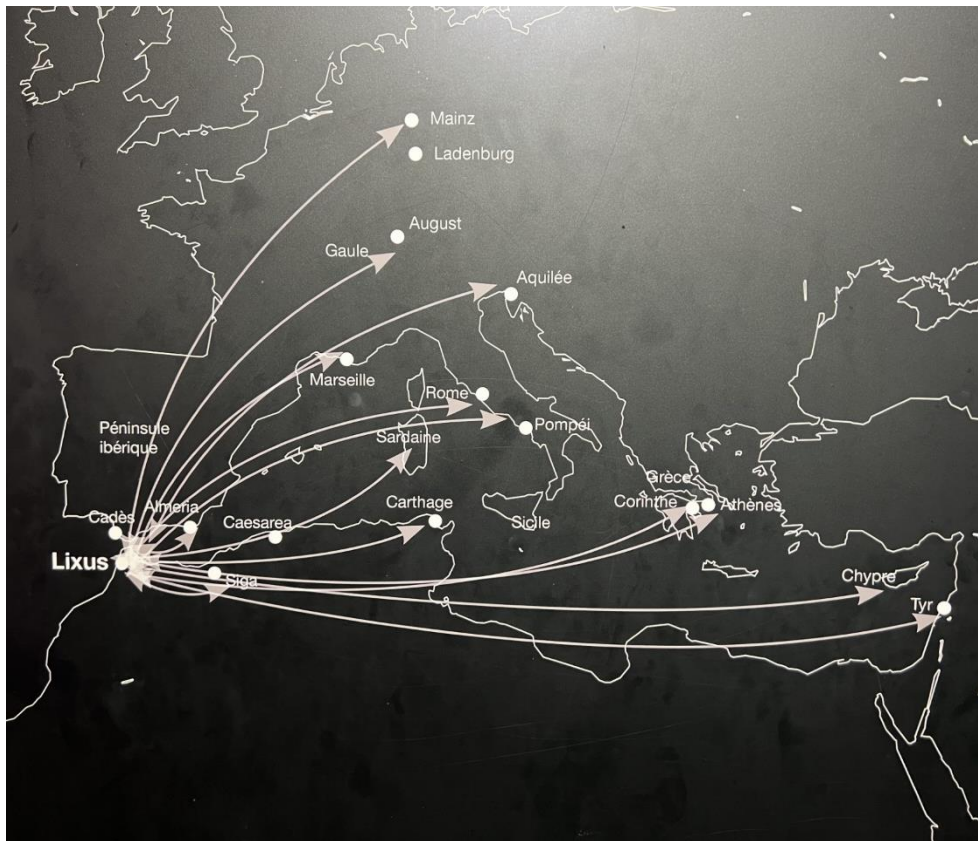 Mainz
Ladenburg
August
Gaule
Aquilée
Marseille
Rome
Péninsule
ibérique
Pompéi
Sardaine
Grèce
Carthage
Corinthe
Athènes
Almeria
Cadès
Caesarea
Sicile
Lixus
Siga
Chypre
Tyr